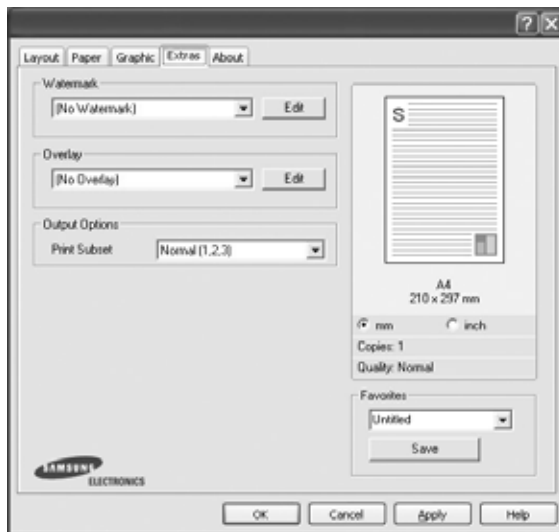 Layout Paper Graphic Extras About
Watermark
(No Watermark)
Edit
Overlay
(No Overlay)
Edit
Output Options
Print Subset
Normal (1,2,3)
S
A4
210 x 297 mm
mm
inch
Copies: 1
Quality: Normal
Favorites
Untitled
Save
SAMSUNG
ELECTRONICS
OK
Cancel
Apply
Help